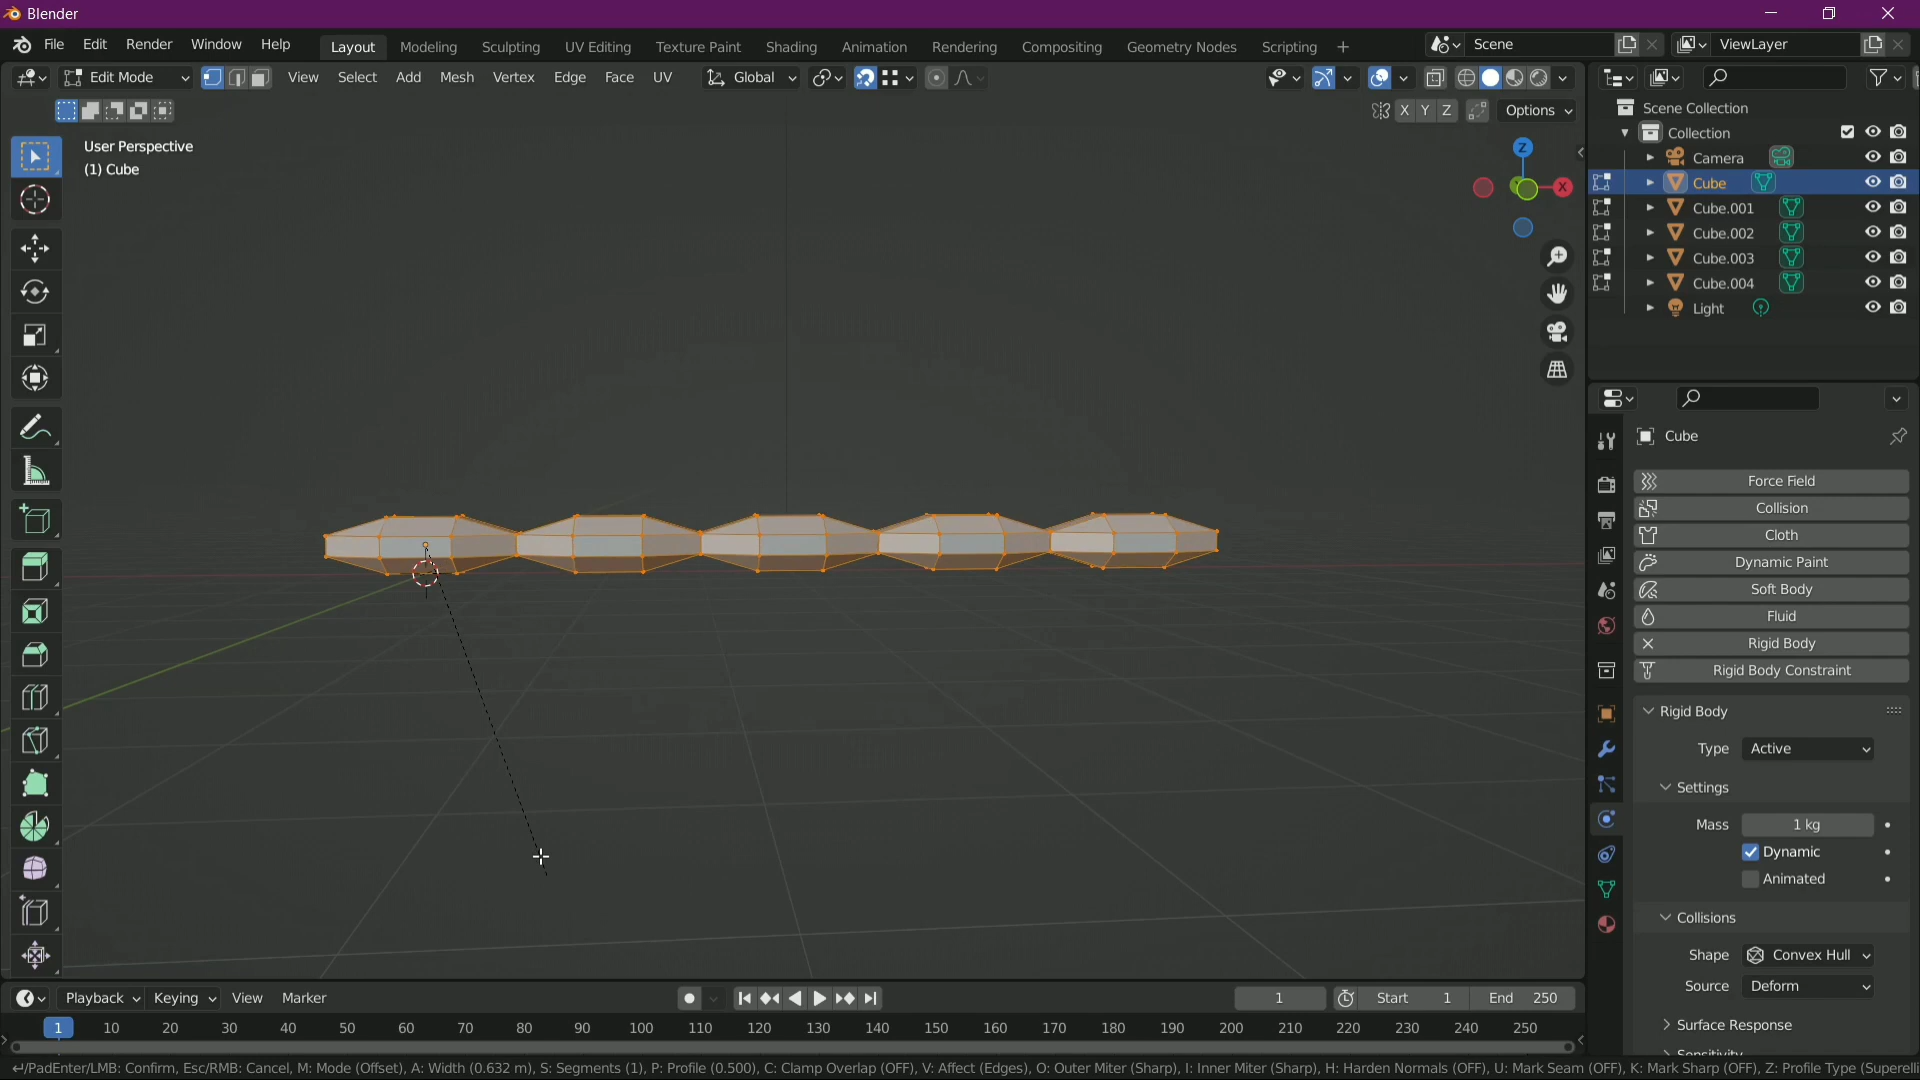 Blender
File Edit Render Window Help Layout Modeling Sculpting UV Editing Texture Paint Shading Animation Rendering Compositing Geometry Nodes Scripting + Scene ViewLayer
Edit Mode View Select Add Mesh Vertex Edge Face UV Global
X Y Z Options
User Perspective
(1) Cube
Z
X
Scene Collection
Collection
Camera
Cube
Cube.001
Cube.002
Cube.003
Cube.004
Light
Cube
Force Field
Collision
Cloth
Dynamic Paint
Soft Body
Fluid
Rigid Body
Rigid Body Constraint
Rigid Body
Type Active
Settings
Mass 1 kg
Dynamic
Animated
Collisions
Shape Convex Hull
Source Deform
Surface Response
Sensitivity
Playback Keying View Marker 1 Start 1 End 250
1 10 20 30 40 50 60 70 80 90 100 110 120 130 140 150 160 170 180 190 200 210 220 230 240 250
↵/PadEnter/LMB: Confirm, Esc/RMB: Cancel, M: Mode (Offset), A: Width (0.632 m), S: Segments (1), P: Profile (0.500), C: Clamp Overlap (OFF), V: Affect (Edges), O: Outer Miter (Sharp), I: Inner Miter (Sharp), H: Harden Normals (OFF), U: Mark Seam (OFF), K: Mark Sharp (OFF), Z: Profile Type (Superelli